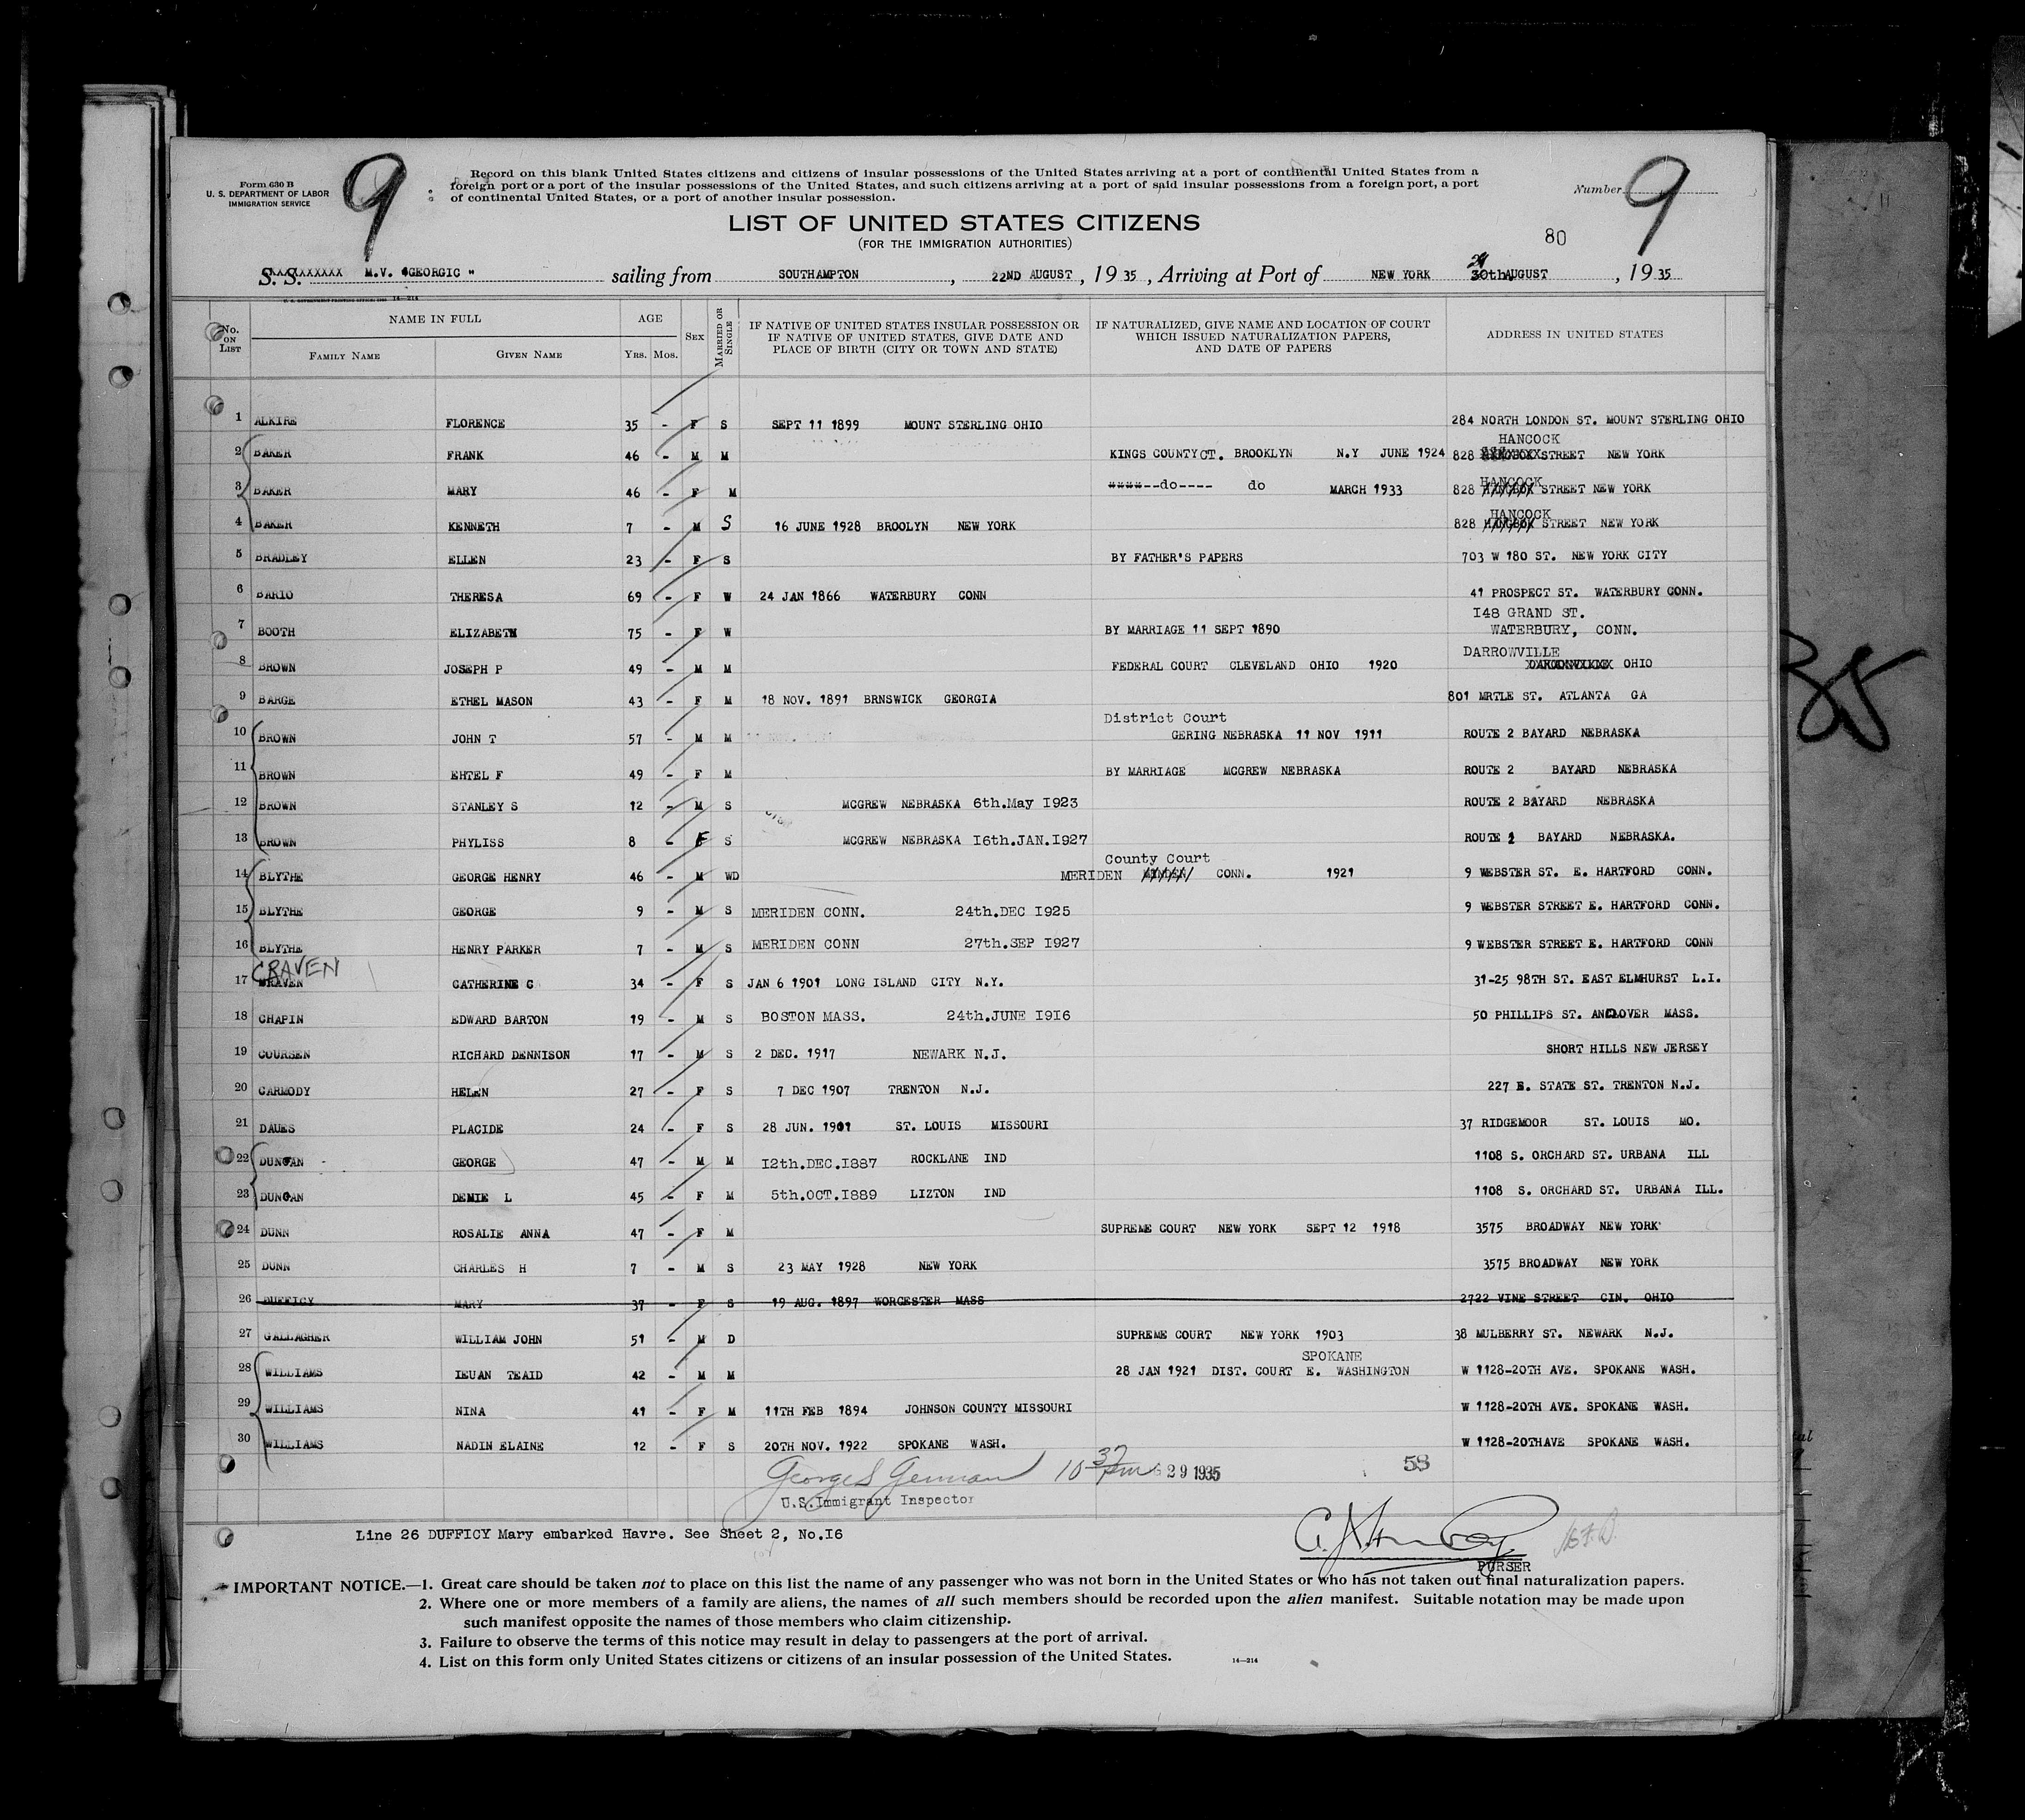 Form 630 B
U. S. DEPARTMENT OF LABOR
IMMIGRATION SERVICE
9
Record on this blank United States citizens and citizens of insular possessions of the United States arriving at a port of continental United States from a
foreign port or a port of the insular possessions of the United States, and such citizens arriving at a port of said insular possessions from a foreign port, a port
of continental United States, or a port of another insular possession.
Number 9
LIST OF UNITED STATES CITIZENS
(FOR THE IMMIGRATION AUTHORITIES)
80
S. S. M.V. "GEORGIC" sailing from SOUTHAMPTON, 22ND AUGUST, 1935, Arriving at Port of NEW YORK 30th AUGUST, 1935
No. ON LIST NAME IN FULL AGE SEX MARRIED OR SINGLE IF NATIVE OF UNITED STATES INSULAR POSSESSION OR IF NATIVE OF UNITED STATES, GIVE DATE AND PLACE OF BIRTH (CITY OR TOWN AND STATE) IF NATURALIZED, GIVE NAME AND LOCATION OF COURT WHICH ISSUED NATURALIZATION PAPERS, AND DATE OF PAPERS ADDRESS IN UNITED STATES
FAMILY NAME GIVEN NAME YRS. MOS.
1 ALKIRE FLORENCE 35 - F S SEPT 11 1899 MOUNT STERLING OHIO 284 NORTH LONDON ST. MOUNT STERLING OHIO
HANCOCK
2 BAKER FRANK 46 - M M KINGS COUNTY CT. BROOKLYN N.Y JUNE 1924 828 STREET NEW YORK
HANCOCK
3 BAKER MARY 46 - F M --do---- do MARCH 1933 828 STREET NEW YORK
HANCOCK
4 BAKER KENNETH 7 - M S 16 JUNE 1928 BROOLYN NEW YORK 828 STREET NEW YORK
5 BRADLEY ELLEN 23 - F S BY FATHER'S PAPERS 703 W 180 ST. NEW YORK CITY
6 BARIO THERESA 69 - F W 24 JAN 1866 WATERBURY CONN 41 PROSPECT ST. WATERBURY CONN.
148 GRAND ST.
7 BOOTH ELIZABETH 75 - F W BY MARRIAGE 11 SEPT 1890 WATERBURY, CONN.
DARROWVILLE
8 BROWN JOSEPH P 49 - M M FEDERAL COURT CLEVELAND OHIO 1920 OHIO
9 BARGE ETHEL MASON 43 - F M 18 NOV. 1891 BRNSWICK GEORGIA 801 MRTLE ST. ATLANTA GA
District Court
10 BROWN JOHN T 57 - M M GERING NEBRASKA 11 NOV 1911 ROUTE 2 BAYARD NEBRASKA
11 BROWN EHTEL F 49 - F M BY MARRIAGE MCGREW NEBRASKA ROUTE 2 BAYARD NEBRASKA
12 BROWN STANLEY S 12 - M S MCGREW NEBRASKA 6th.May I923 ROUTE 2 BAYARD NEBRASKA
13 BROWN PHYLISS 8 - F S MCGREW NEBRASKA I6th.JAN.I927 ROUTE 2 BAYARD NEBRASKA.
County Court
14 BLYTHE GEORGE HENRY 46 - M WD MERIDEN CONN. 1921 9 WEBSTER ST. E. HARTFORD CONN.
15 BLYTHE GEORGE 9 - M S MERIDEN CONN. 24th.DEC I925 9 WEBSTER STREET E. HARTFORD CONN.
16 BLYTHE HENRY PARKER 7 - M S MERIDEN CONN 27th.SEP I927 9 WEBSTER STREET E. HARTFORD CONN
CRAVEN
17 CATHERINE C 34 - F S JAN 6 1901 LONG ISLAND CITY N.Y. 31-25 98TH ST. EAST ELMHURST L.I.
18 CHAPIN EDWARD BARTON 19 - M S BOSTON MASS. 24th.JUNE I9I6 50 PHILLIPS ST. ANDOVER MASS.
19 COURSEN RICHARD DENNISON 17 - M S 2 DEC. 1917 NEWARK N.J. SHORT HILLS NEW JERSEY
20 CARMODY HELEN 27 - F S 7 DEC 1907 TRENTON N.J. 227 E. STATE ST. TRENTON N.J.
21 DAUES PLACIDE 24 - F S 28 JUN. 1901 ST. LOUIS MISSOURI 37 RIDGEMOOR ST. LOUIS MO.
22 DUNCAN GEORGE 47 - M M I2th.DEC.I887 ROCKLANE IND 1108 S. ORCHARD ST. URBANA ILL
23 DUNCAN DEMIE L 45 - F M 5th.OCT.I889 LIZTON IND 1108 S. ORCHARD ST. URBANA ILL.
24 DUNN ROSALIE ANNA 47 - F M SUPREME COURT NEW YORK SEPT 12 1918 3575 BROADWAY NEW YORK
25 DUNN CHARLES H 7 - M S 23 MAY 1928 NEW YORK 3575 BROADWAY NEW YORK
26 DUFFICY MARY 37 - F S 19 AUG. 1897 WORCESTER MASS 2722 VINE STREET CIN. OHIO
27 GALLAGHER WILLIAM JOHN 51 - M D SUPREME COURT NEW YORK 1903 38 MULBERRY ST. NEWARK N.J.
SPOKANE
28 WILLIAMS IEUAN TEAID 42 - M M 28 JAN 1921 DIST. COURT E. WASHINGTON W 1128-20TH AVE. SPOKANE WASH.
29 WILLIAMS NINA 41 - F M 11TH FEB 1894 JOHNSON COUNTY MISSOURI W 1128-20TH AVE. SPOKANE WASH.
30 WILLIAMS NADIN ELAINE 12 - F S 20TH NOV. 1922 SPOKANE WASH. W 1128-20TH AVE SPOKANE WASH.
10 37 pm 29 1935 58
U.S.Immigrant Inspector
Line 26 DUFFICY Mary embarked Havre. See Sheet 2, No.I6
PURSER
IMPORTANT NOTICE.—1. Great care should be taken not to place on this list the name of any passenger who was not born in the United States or who has not taken out final naturalization papers.
2. Where one or more members of a family are aliens, the names of all such members should be recorded upon the alien manifest. Suitable notation may be made upon
such manifest opposite the names of those members who claim citizenship.
3. Failure to observe the terms of this notice may result in delay to passengers at the port of arrival.
4. List on this form only United States citizens or citizens of an insular possession of the United States.
14—214
35